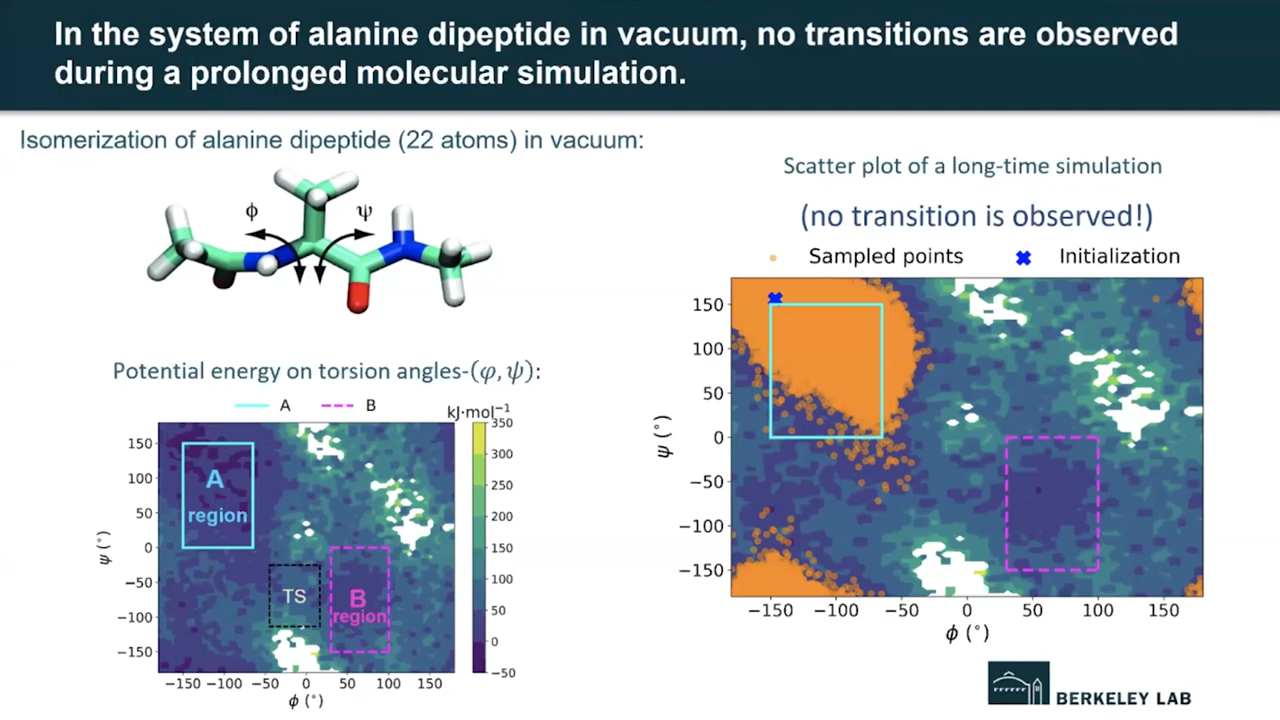 In the system of alanine dipeptide in vacuum, no transitions are observed
during a prolonged molecular simulation.
Isomerization of alanine dipeptide (22 atoms) in vacuum:
ϕ ψ
Potential energy on torsion angles-(φ, ψ):
A B
kJ·mol⁻¹
A
region
TS
B
region
150
100
50
0
−50
−100
−150
ψ (°)
−150 −100 −50 0 50 100 150
ϕ (°)
350
300
250
200
150
100
50
0
−50
Scatter plot of a long-time simulation
(no transition is observed!)
Sampled points Initialization
150
100
50
0
−50
−100
−150
ψ (°)
−150 −100 −50 0 50 100 150
ϕ (°)
BERKELEY LAB